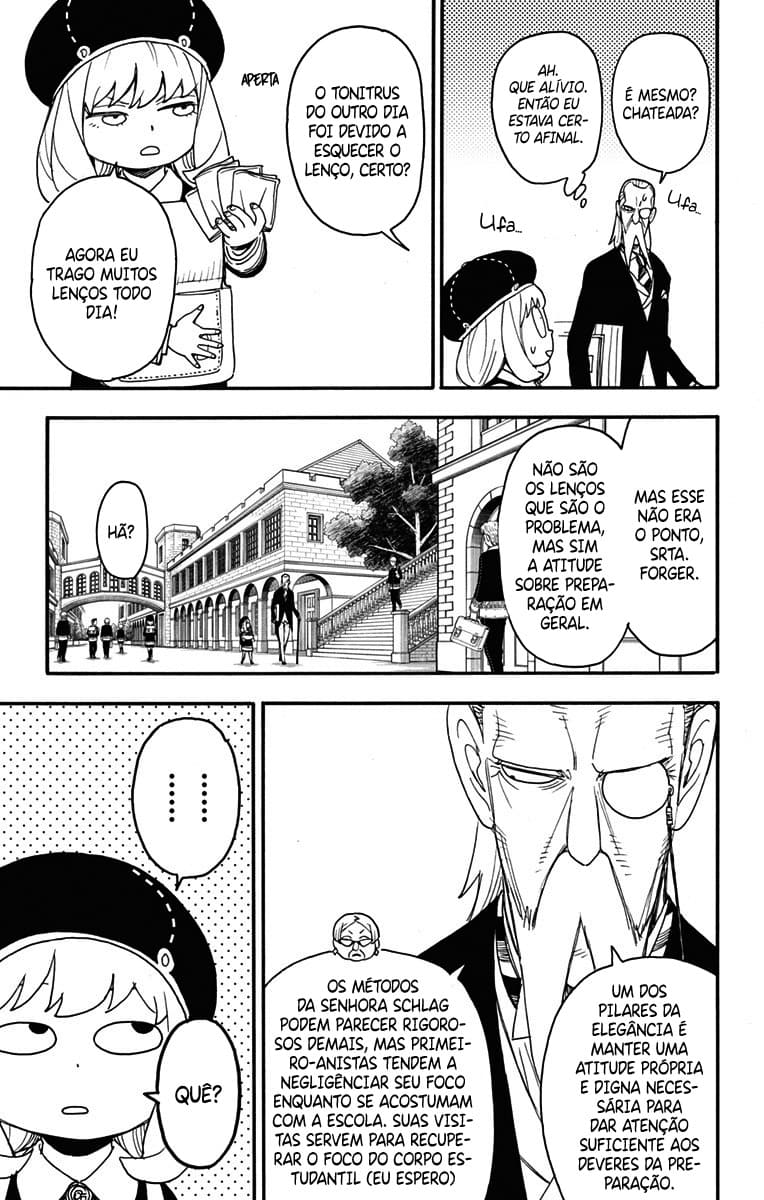 É MESMO?
CHATEADA?
AH.
QUE ALÍVIO.
ENTÃO EU
ESTAVA CER-
TO AFINAL.
Ufa...
Ufa...
O TONITRUS
DO OUTRO DIA
FOI DEVIDO A
ESQUECER O
LENÇO, CERTO?
APERTA
AGORA EU
TRAGO MUITOS
LENÇOS TODO
DIA!
MAS ESSE
NÃO ERA
O PONTO,
SRTA.
FORGER.
NÃO SÃO
OS LENÇOS
QUE SÃO O
PROBLEMA,
MAS SIM
A ATITUDE
SOBRE PREPA-
RAÇÃO EM
GERAL.
HÃ?
UM DOS
PILARES DA
ELEGÂNCIA É
MANTER UMA
ATITUDE PRÓPRIA
E DIGNA NECES-
SÁRIA PARA
DAR ATENÇÃO
SUFICIENTE AOS
DEVERES DA PRE-
PARAÇÃO.
OS MÉTODOS
DA SENHORA SCHLAG
PODEM PARECER RIGORO-
SOS DEMAIS, MAS PRIMEI-
RO-ANISTAS TENDEM A
NEGLIGÊNCIAR SEU FOCO
ENQUANTO SE ACOSTUMAM
COM A ESCOLA. SUAS VISI-
TAS SERVEM PARA RECUPE-
RAR O FOCO DO CORPO ES-
TUDANTIL (EU ESPERO)
......
QUÊ?